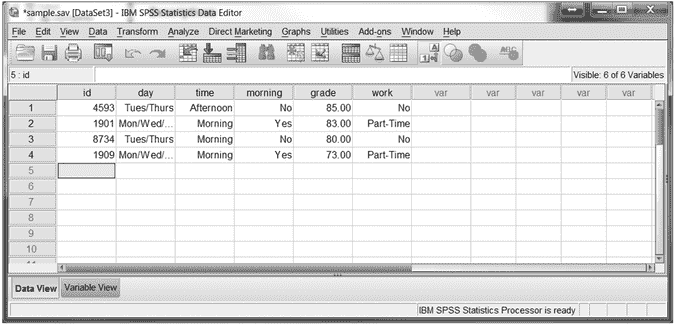 *sample.sav [DataSet3] - IBM SPSS Statistics Data Editor
File Edit View Data Transform Analyze Direct Marketing Graphs Utilities Add-ons Window Help
5 : id Visible: 6 of 6 Variables
id day time morning grade work var var var var var
1 4593 Tues/Thurs Afternoon No 85.00 No
2 1901 Mon/Wed/... Morning Yes 83.00 Part-Time
3 8734 Tues/Thurs Morning No 80.00 No
4 1909 Mon/Wed/... Morning Yes 73.00 Part-Time
5
6
7
8
9
10
Data View Variable View
IBM SPSS Statistics Processor is ready